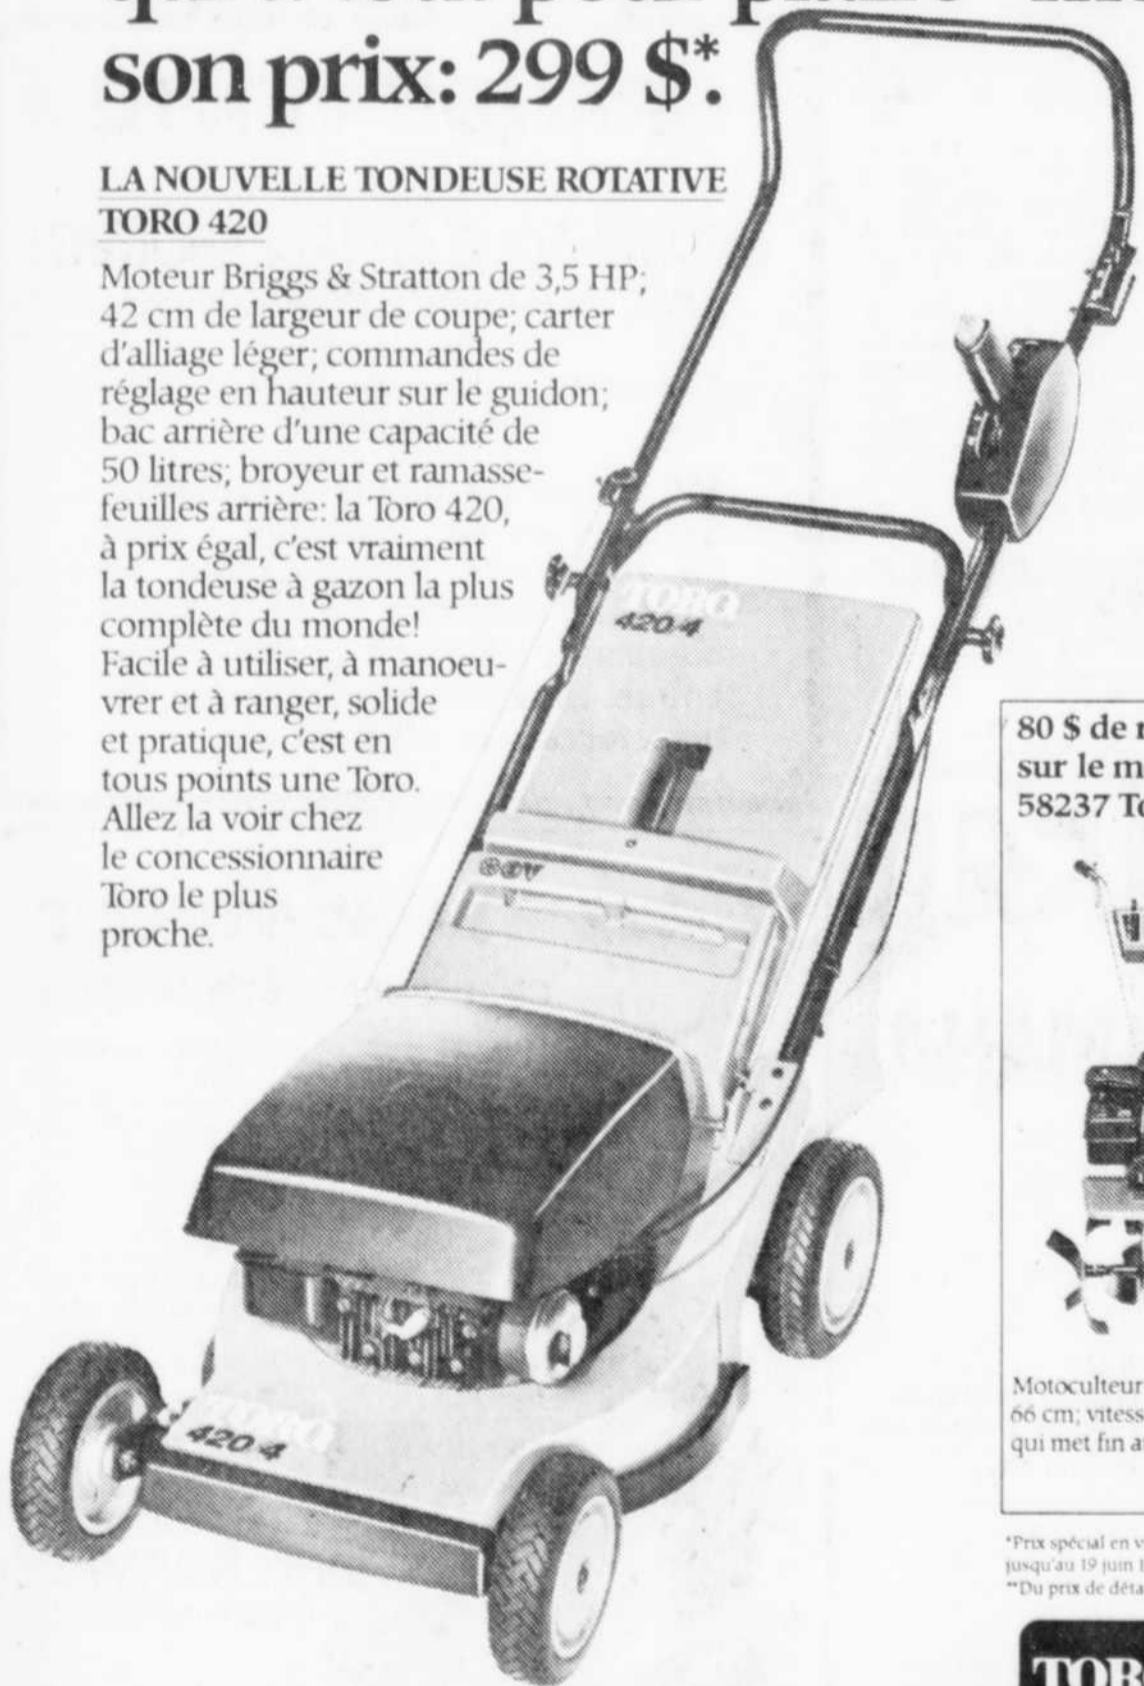 son prix: 299 $*.
LA NOUVELLE TONDEUSE ROTATIVE
TORO 420
Moteur Briggs & Stratton de 3,5 HP;
42 cm de largeur de coupe; carter
d'alliage léger; commandes de
réglage en hauteur sur le guidon;
bac arrière d'une capacité de
50 litres; broyeur et ramasse-
feuilles arrière: la Toro 420,
à prix égal, c'est vraiment
la tondeuse à gazon la plus
complète du monde!
Facile à utiliser, à manoeu-
vrer et à ranger, solide
et pratique, c'est en
tous points une Toro.
Allez la voir chez
le concessionnaire
Toro le plus
proche.
TORO
420/4
TORO
420/4
80 $ de
sur le
58237
Motoculteur
66 cm;
qui met fin
*Prix spécial en
jusqu'au 19 juin
**Du prix de
TORO